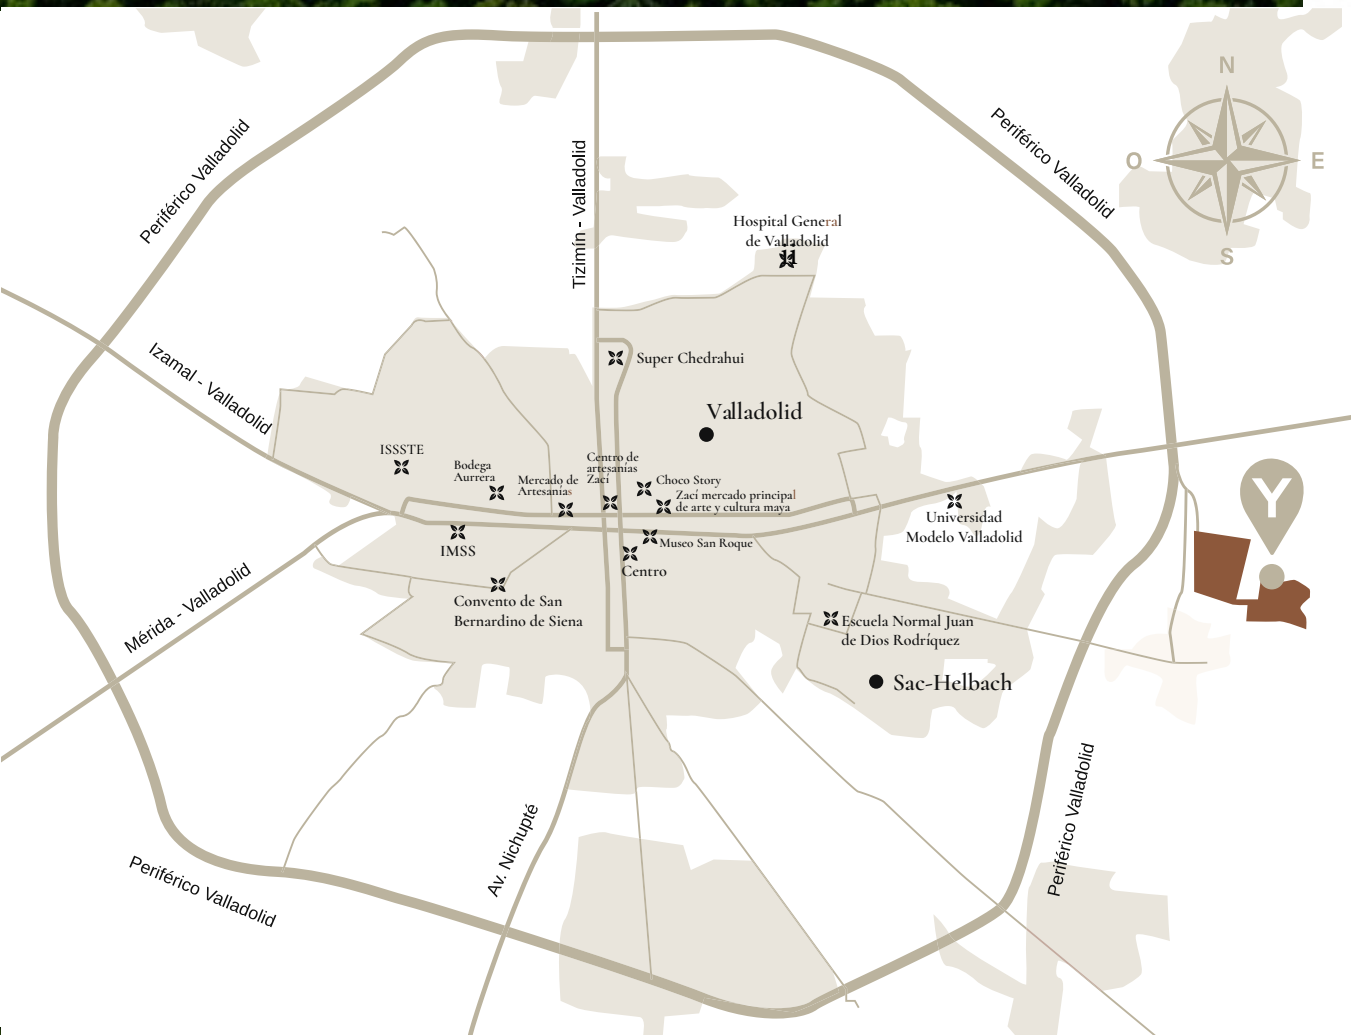 N
O
E
S
Periférico Valladolid
Periférico Valladolid
Tizimín - Valladolid
Hospital General
de Valladolid
Izamal - Valladolid
Super Chedrahui
Valladolid
ISSSTE
Bodega
Aurrera
Mercado de
Artesanías
Centro de
artesanías
Zací
Choco Story
Zací mercado principal
de arte y cultura maya
Universidad
Modelo Valladolid
Y
IMSS
Museo San Roque
Centro
Mérida - Valladolid
Convento de San
Bernardino de Siena
Escuela Normal Juan
de Dios Rodríquez
Sac-Helbach
Av. Nichupté
Periférico Valladolid
Periférico Valladolid